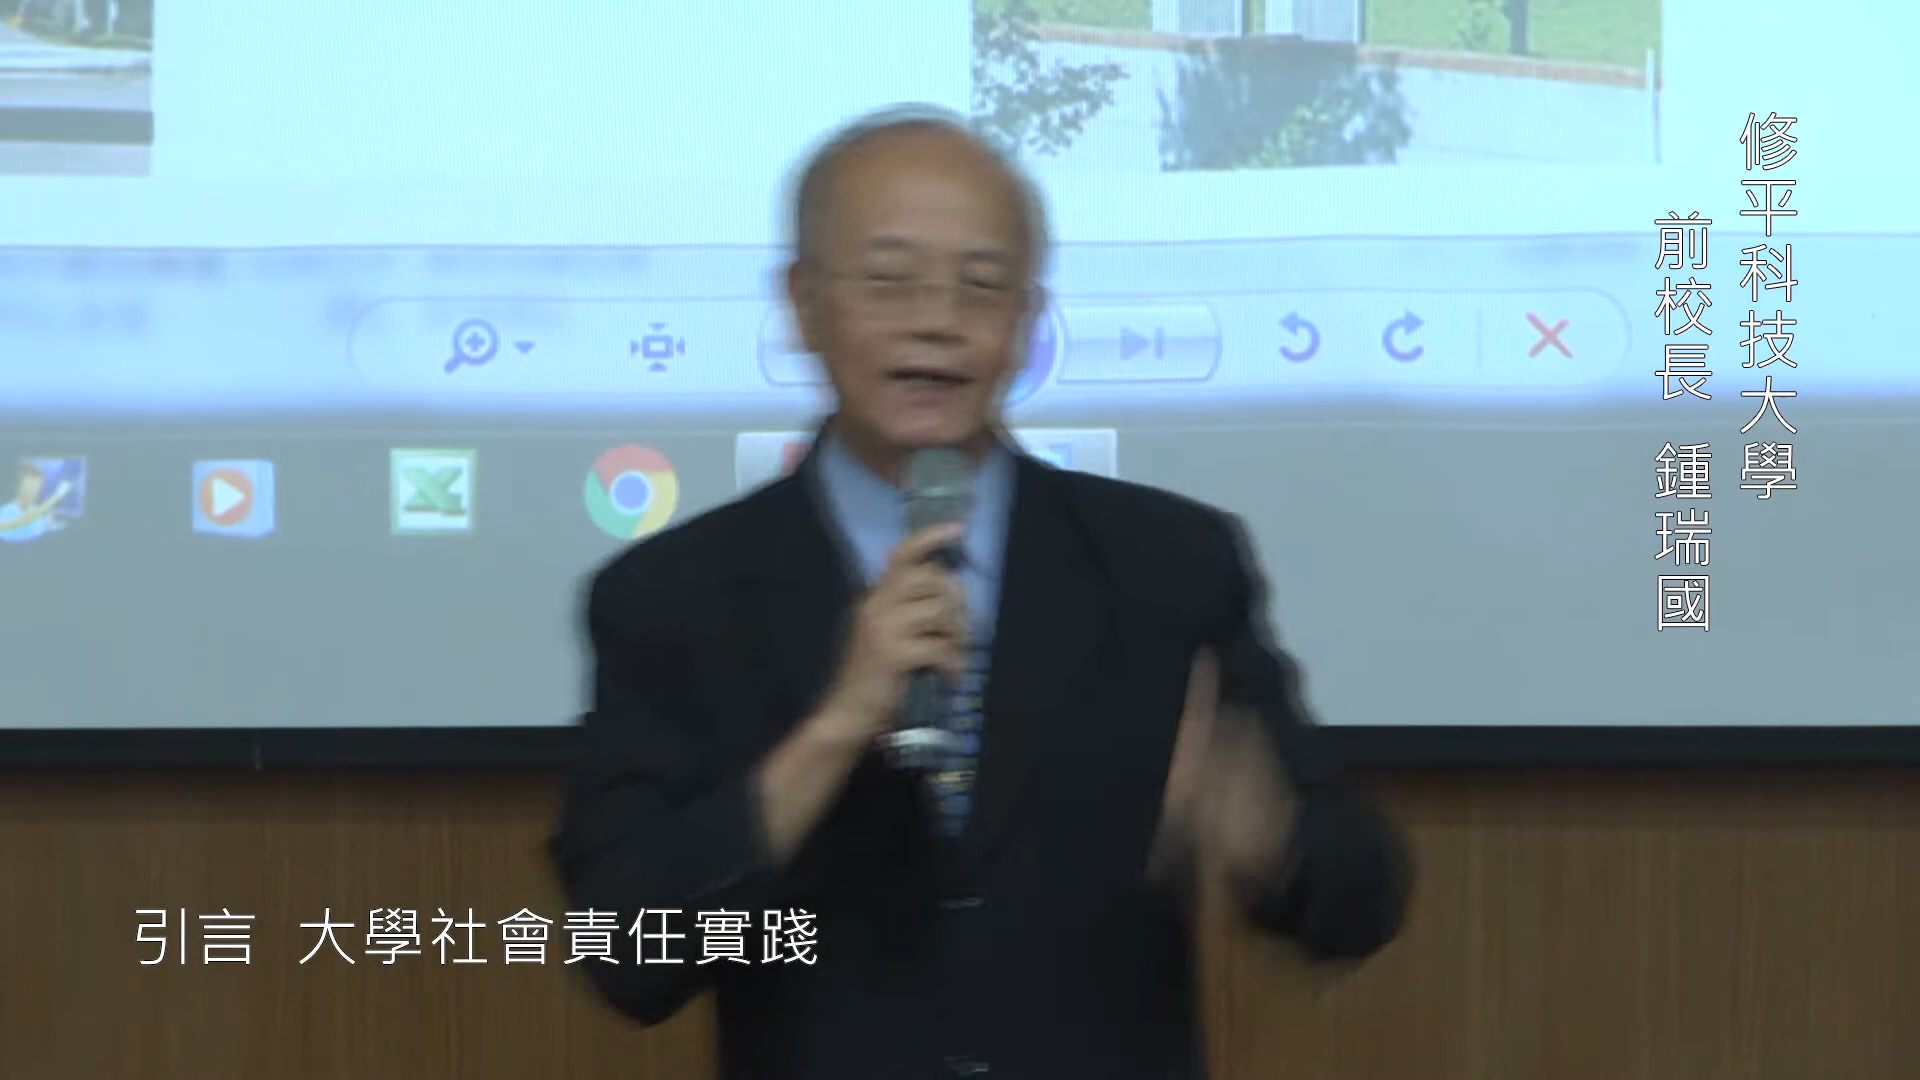 修平科技大學
前校長 鍾瑞國
引言 大學社會責任實踐